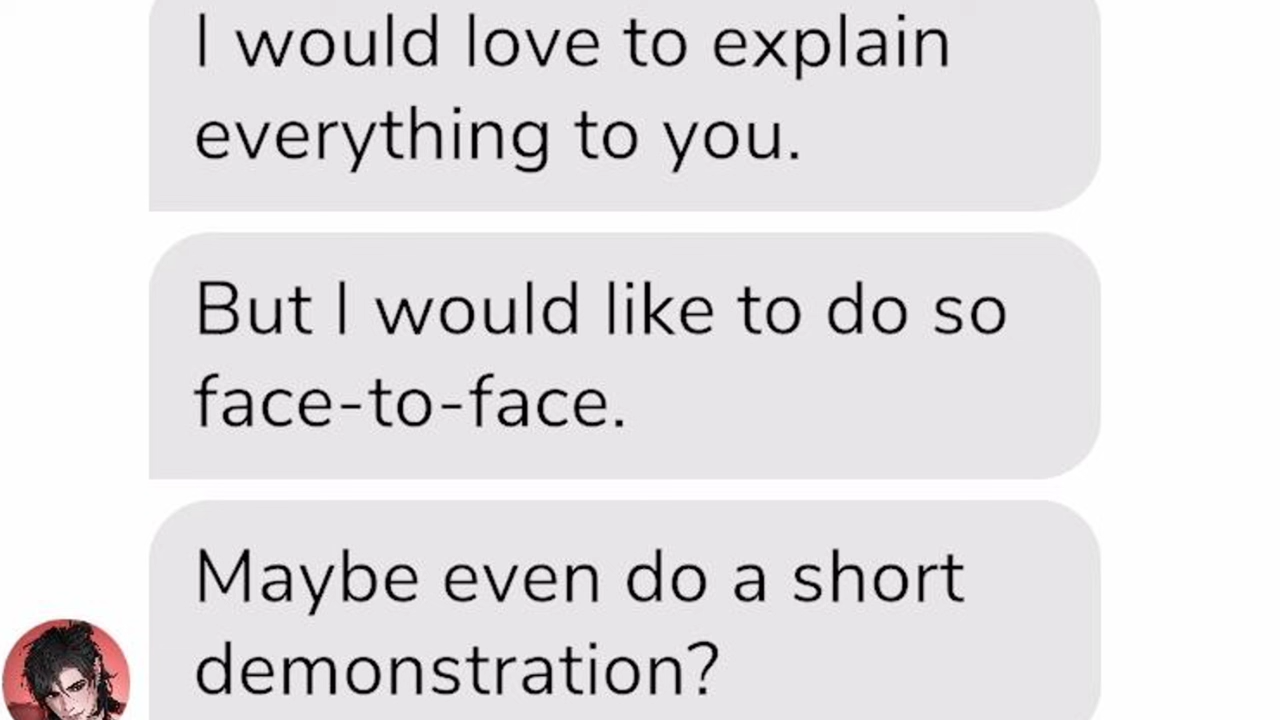 I would love to explain
everything to you.
But I would like to do so
face-to-face.
Maybe even do a short
demonstration?